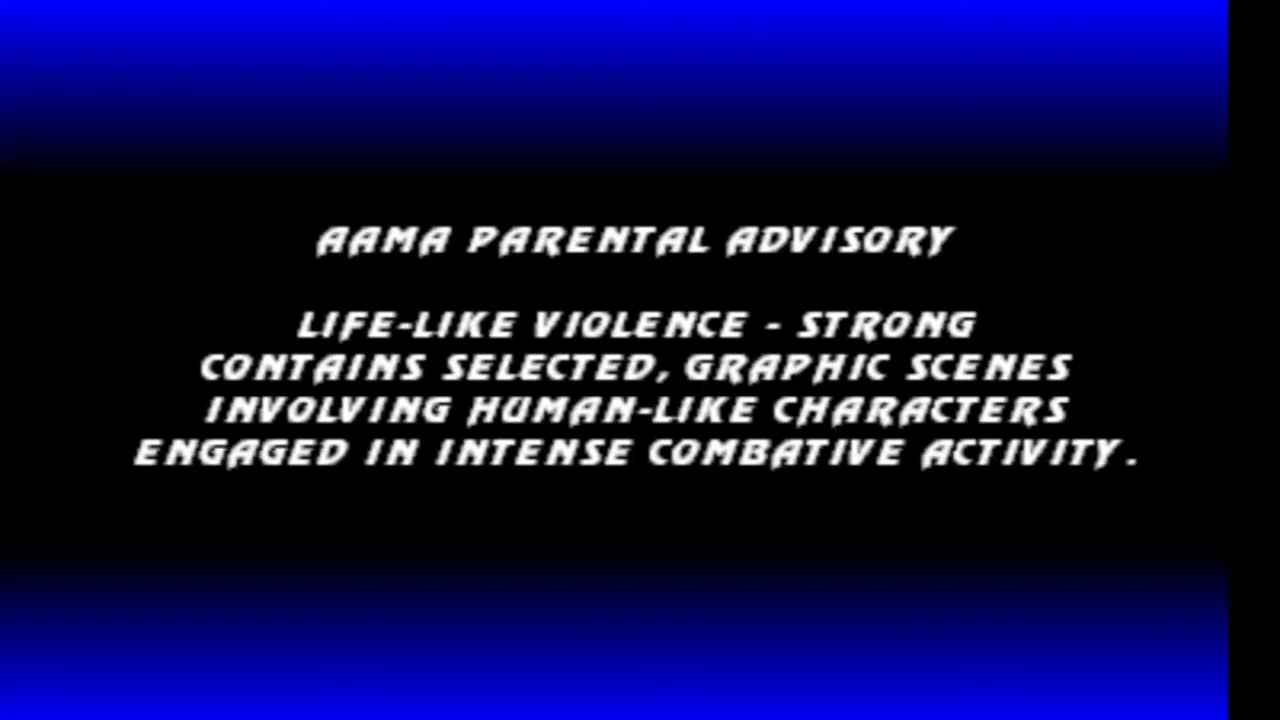 AAMA PARENTAL ADVISORY
LIFE-LIKE VIOLENCE - STRONG
CONTAINS SELECTED, GRAPHIC SCENES
INVOLVING HUMAN-LIKE CHARACTERS
ENGAGED IN INTENSE COMBATIVE ACTIVITY.